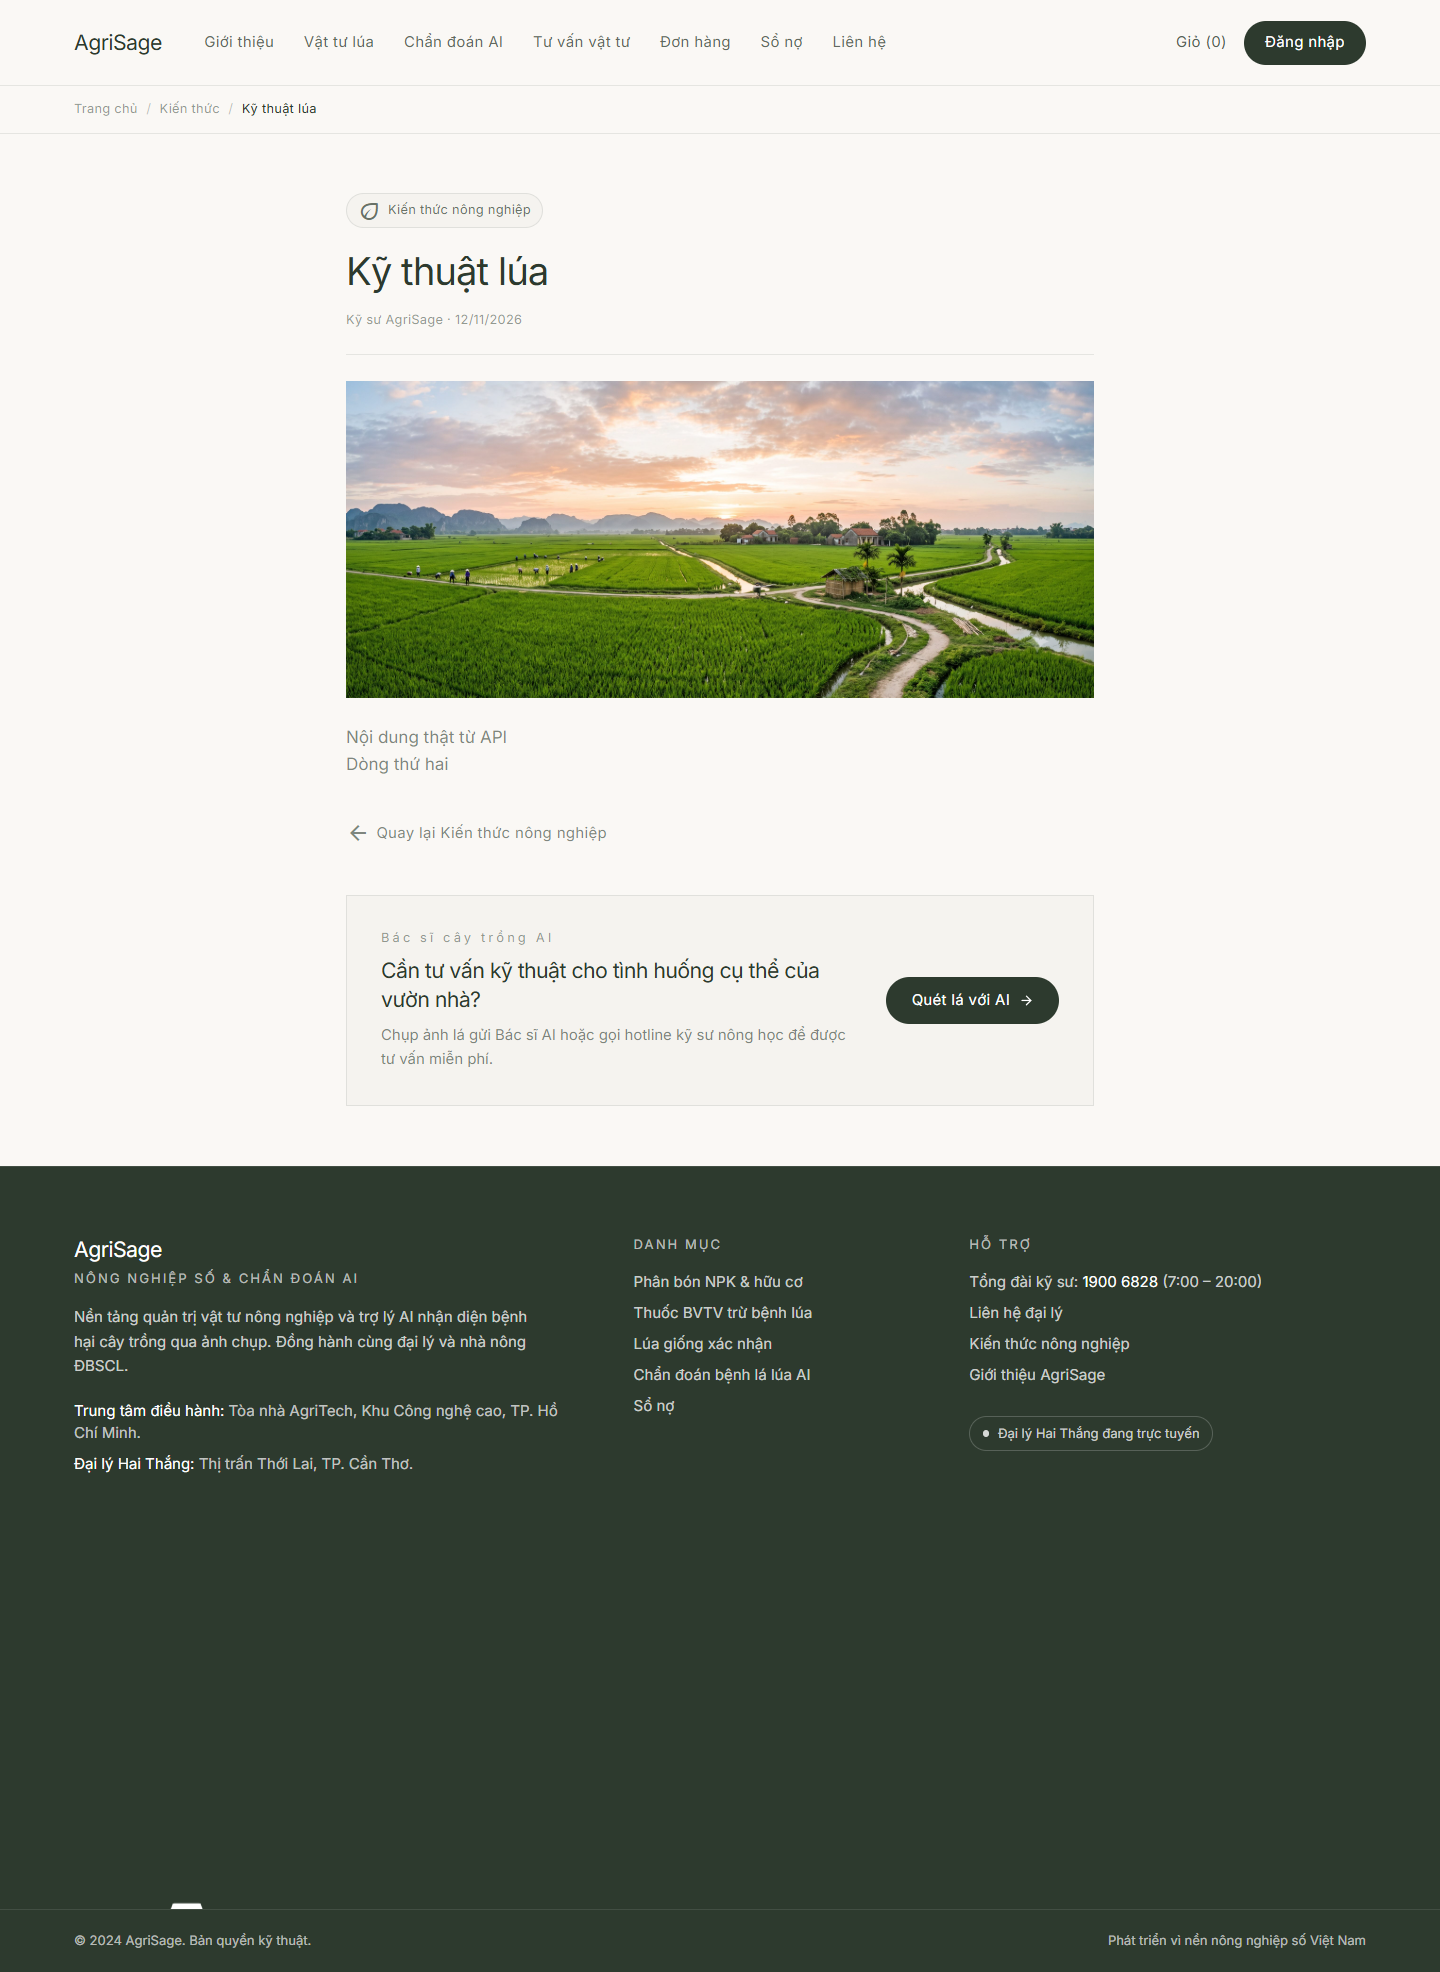 AgriSage
Giới thiệu
Vật tư lúa
Chẩn đoán AI
Tư vấn vật tư
Đơn hàng
Sổ nợ
Liên hệ
Giỏ (0)
Đăng nhập
Trang chủ / Kiến thức / Kỹ thuật lúa
Kiến thức nông nghiệp
Kỹ thuật lúa
Kỹ sư AgriSage · 12/11/2026
Nội dung thật từ API
Dòng thứ hai
Quay lại Kiến thức nông nghiệp
Bác sĩ cây trồng AI
Cần tư vấn kỹ thuật cho tình huống cụ thể của
vườn nhà?
Chụp ảnh lá gửi Bác sĩ AI hoặc gọi hotline kỹ sư nông học để được
tư vấn miễn phí.
Quét lá với AI
AgriSage
NÔNG NGHIỆP SỐ & CHẨN ĐOÁN AI
Nền tảng quản trị vật tư nông nghiệp và trợ lý AI nhận diện bệnh
hại cây trồng qua ảnh chụp. Đồng hành cùng đại lý và nhà nông
ĐBSCL.
Trung tâm điều hành: Tòa nhà AgriTech, Khu Công nghệ cao, TP. Hồ
Chí Minh.
Đại lý Hai Thắng: Thị trấn Thới Lai, TP. Cần Thơ.
DANH MỤC
Phân bón NPK & hữu cơ
Thuốc BVTV trừ bệnh lúa
Lúa giống xác nhận
Chẩn đoán bệnh lá lúa AI
Sổ nợ
HỖ TRỢ
Tổng đài kỹ sư: 1900 6828 (7:00 – 20:00)
Liên hệ đại lý
Kiến thức nông nghiệp
Giới thiệu AgriSage
Đại lý Hai Thắng đang trực tuyến
© 2024 AgriSage. Bản quyền kỹ thuật.
Phát triển vì nền nông nghiệp số Việt Nam